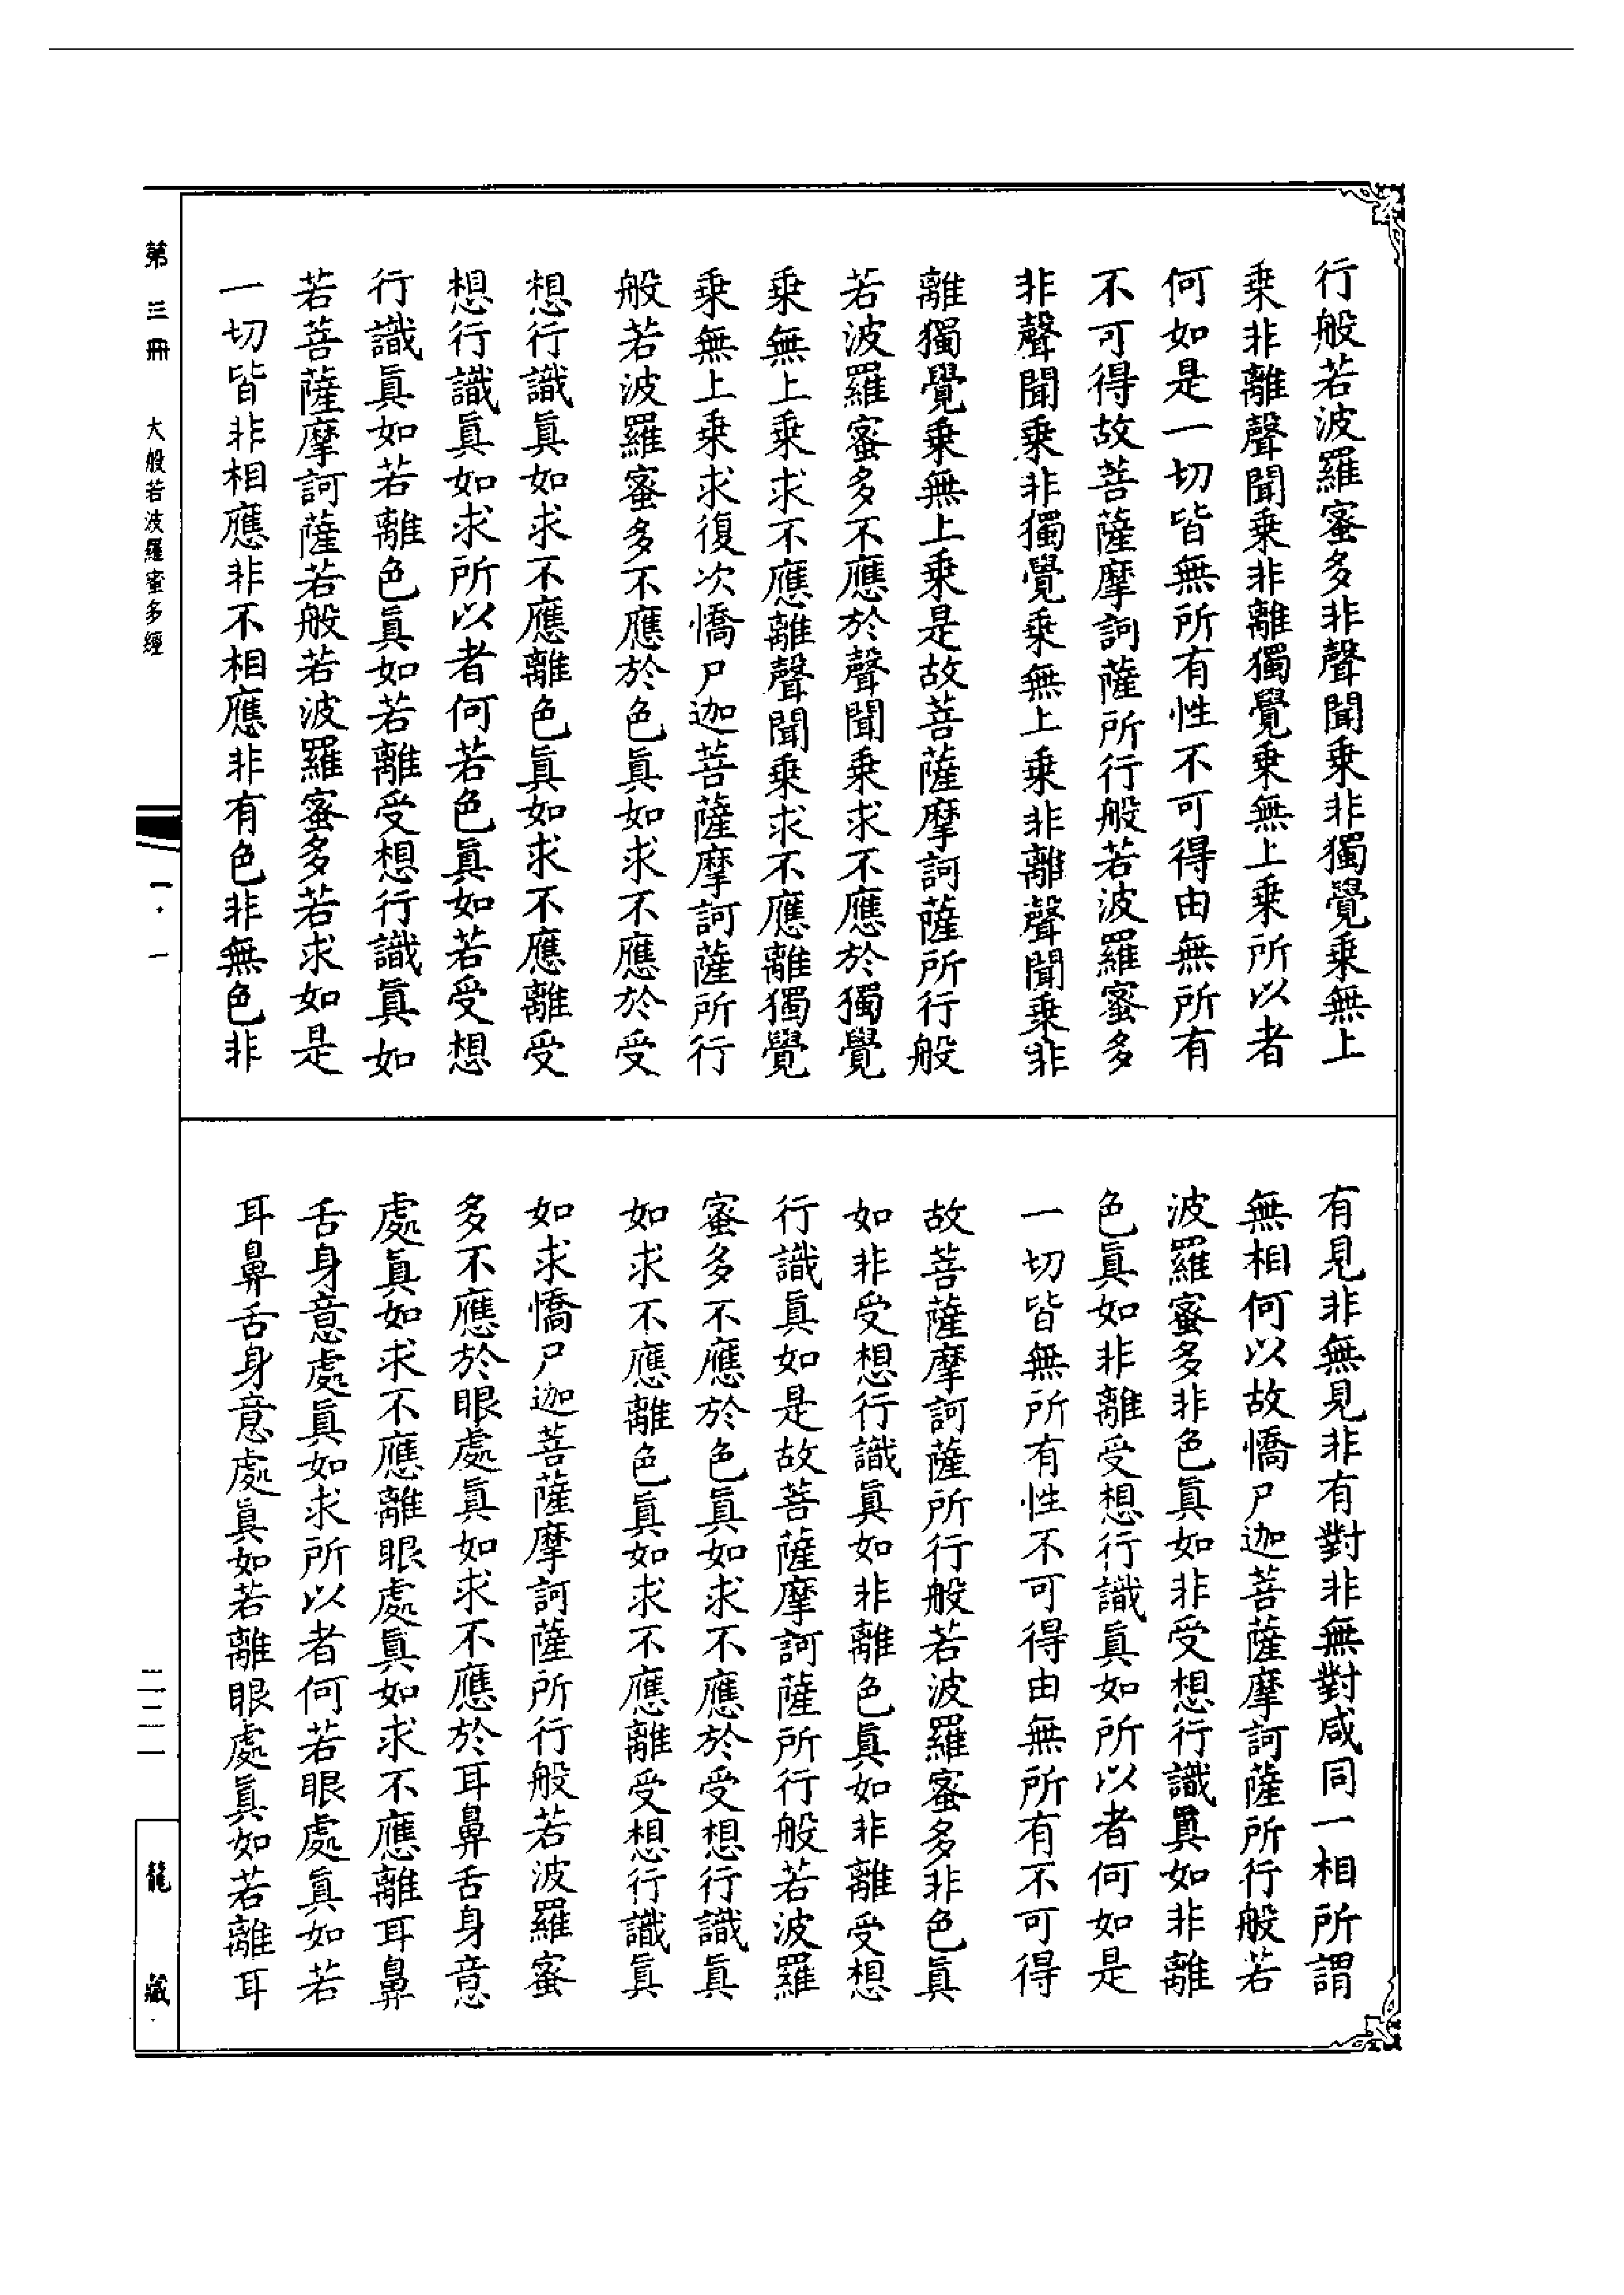 行般若波羅蜜多非聲聞乘非獨覺乘無上
乘非離聲聞乘非離獨覺乘無上乘所以者
何如是一切皆無所有性不可得由無所有
不可得故菩薩摩訶薩所行般若波羅蜜多
非聲聞乘非獨覺乘無上乘非離聲聞乘非
離獨覺乘無上乘是故菩薩摩訶薩所行般
若波羅蜜多不應於聲聞乘求不應於獨覺
乘無上乘求不應離聲聞乘求不應離獨覺
乘無上乘求復次憍尸迦菩薩摩訶薩所行
般若波羅蜜多不應於色眞如求不應於受
想行識眞如求不應離色眞如求不應離受
想行識眞如求所以者何若色眞如若受想
行識眞如若離色眞如若離受想行識眞如
若菩薩摩訶薩若般若波羅蜜多若求如是
一切皆非相應非不相應非有色非無色非
有見非無見非有對非無對咸同一相所謂
無相何以故憍尸迦菩薩摩訶薩所行般若
波羅蜜多非色眞如非受想行識眞如非離
色眞如非離受想行識眞如所以者何如是
一切皆無所有性不可得由無所有不可得
故菩薩摩訶薩所行般若波羅蜜多非色眞
如非受想行識眞如非離色眞如非離受想
行識眞如是故菩薩摩訶薩所行般若波羅
蜜多不應於色眞如求不應於受想行識眞
如求不應離色眞如求不應離受想行識眞
如求憍尸迦菩薩摩訶薩所行般若波羅蜜
多不應於眼處眞如求不應於耳鼻舌身意
處眞如求不應離眼處眞如求不應離耳鼻
舌身意處眞如求所以者何若眼處眞如若
耳鼻舌身意處眞如若離眼處眞如若離耳
第三冊 大般若波羅蜜多經
龍藏